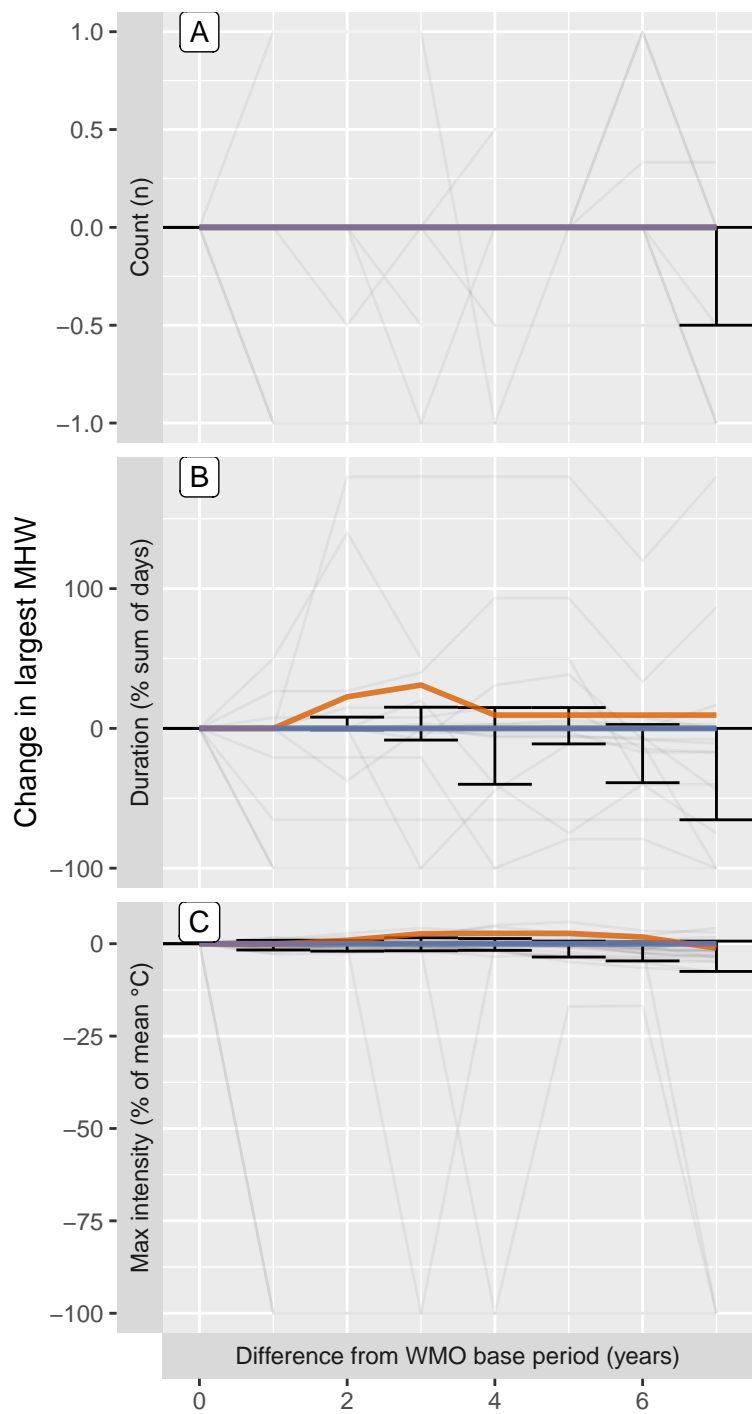 Change in largest MHW
A
Count (n)
1.0
0.5
0.0
−0.5
−1.0
B
Duration (% sum of days)
100
0
−100
C
Max intensity (% of mean °C)
0
−25
−50
−75
−100
Difference from WMO base period (years)
0 2 4 6